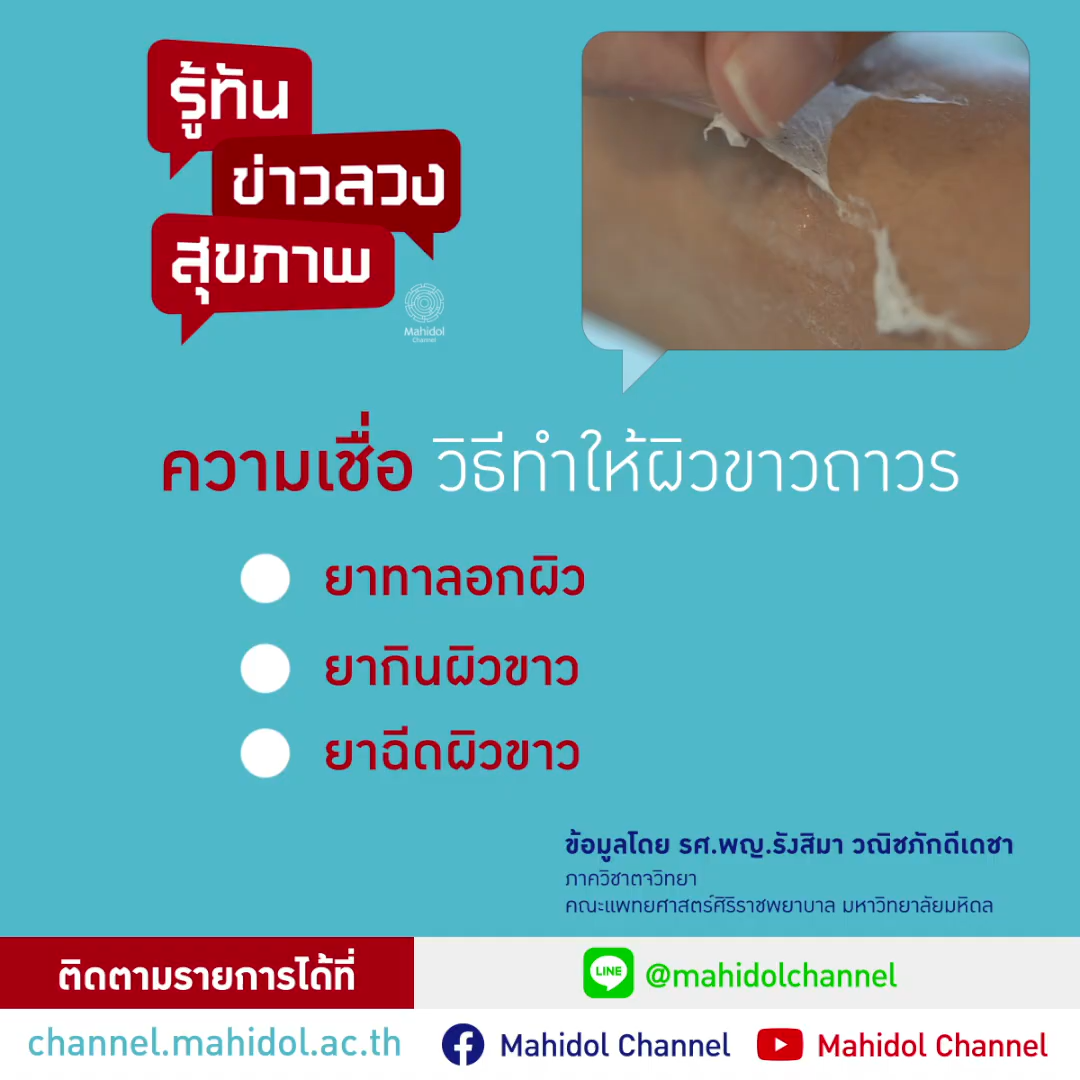 รู้ทัน
ข่าวลวง
สุขภาพ
Mahidol
Channel
ความเชื่อ วิธีทำให้ผิวขาวถาวร
ยาทาลอกผิว
ยากินผิวขาว
ยาฉีดผิวขาว
ข้อมูลโดย รศ.พญ.รังสิมา วณิชภักดีเดชา
ภาควิชาตจวิทยา
คณะแพทยศาสตร์ศิริราชพยาบาล มหาวิทยาลัยมหิดล
ติดตามรายการได้ที่
LINE @mahidolchannel
channel.mahidol.ac.th Mahidol Channel Mahidol Channel